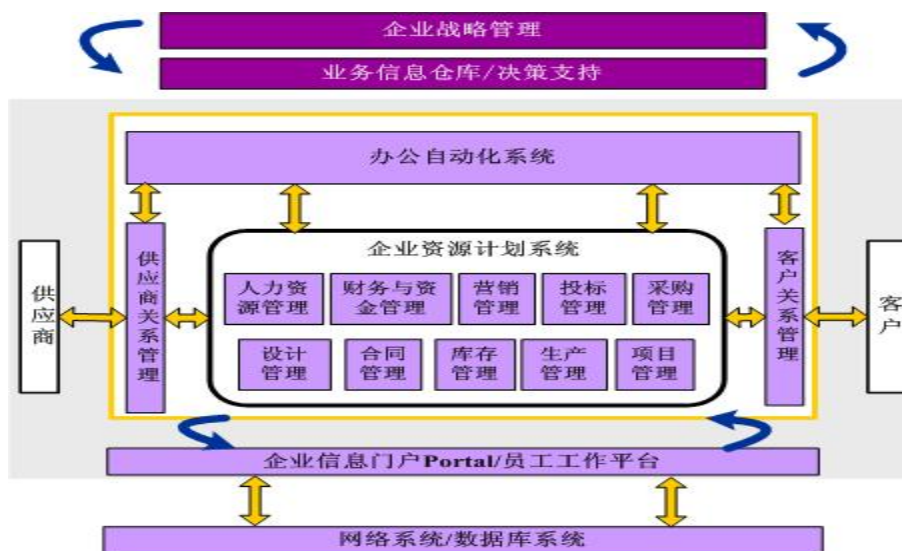 企业战略管理
业务信息仓库/决策支持
办公自动化系统
供应商
供应商关系管理
企业资源计划系统
人力资
源管理
财务与资
金管理
营销
管理
投标
管理
采购
管理
设计
管理
合同
管理
库存
管理
生产
管理
项目
管理
客户关系管理
客户
企业信息门户Portal/员工工作平台
网络系统/数据库系统